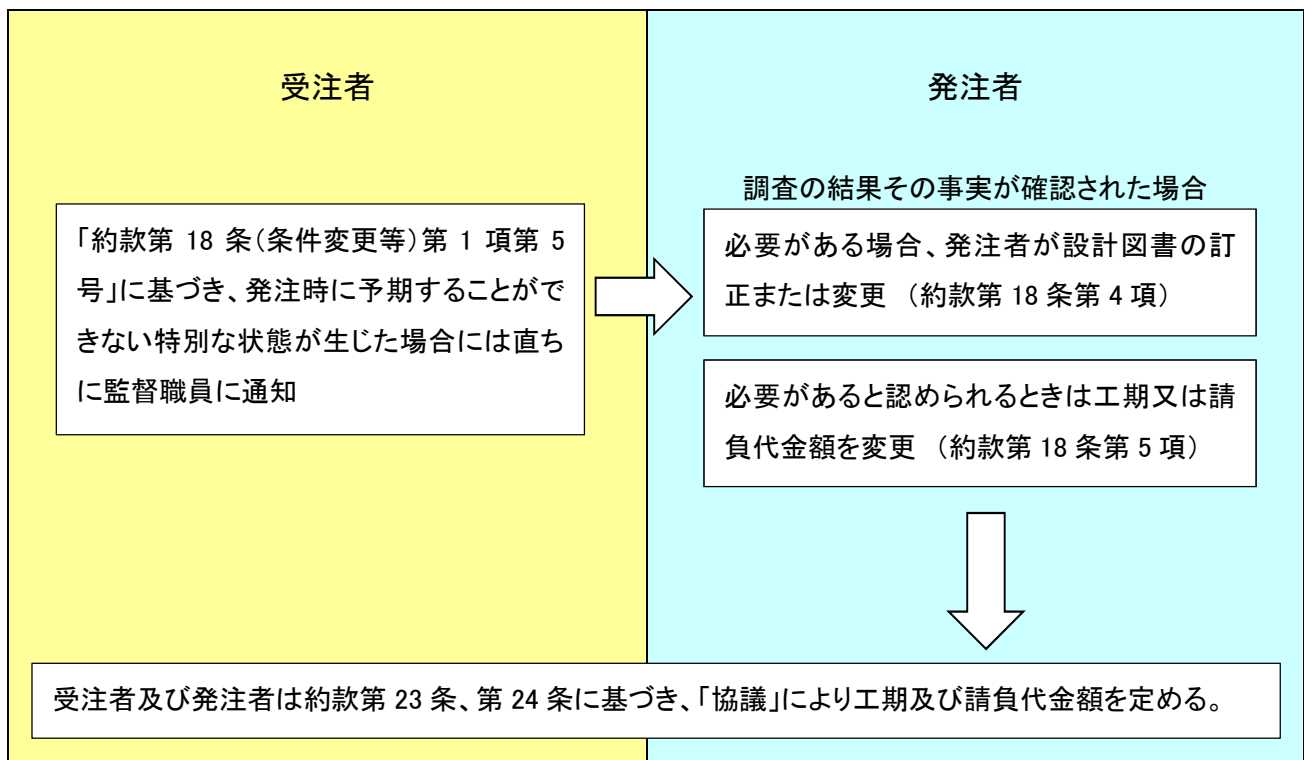 受注者
「約款第 18 条(条件変更等)第 1 項第 5
号」に基づき、発注時に予期することがで
きない特別な状態が生じた場合には直ち
に監督職員に通知
発注者
調査の結果その事実が確認された場合
必要がある場合、発注者が設計図書の訂
正または変更 (約款第 18 条第 4 項)
必要があると認められるときは工期又は請
負代金額を変更 (約款第 18 条第 5 項)
受注者及び発注者は約款第 23 条、第 24 条に基づき、「協議」により工期及び請負代金額を定める。